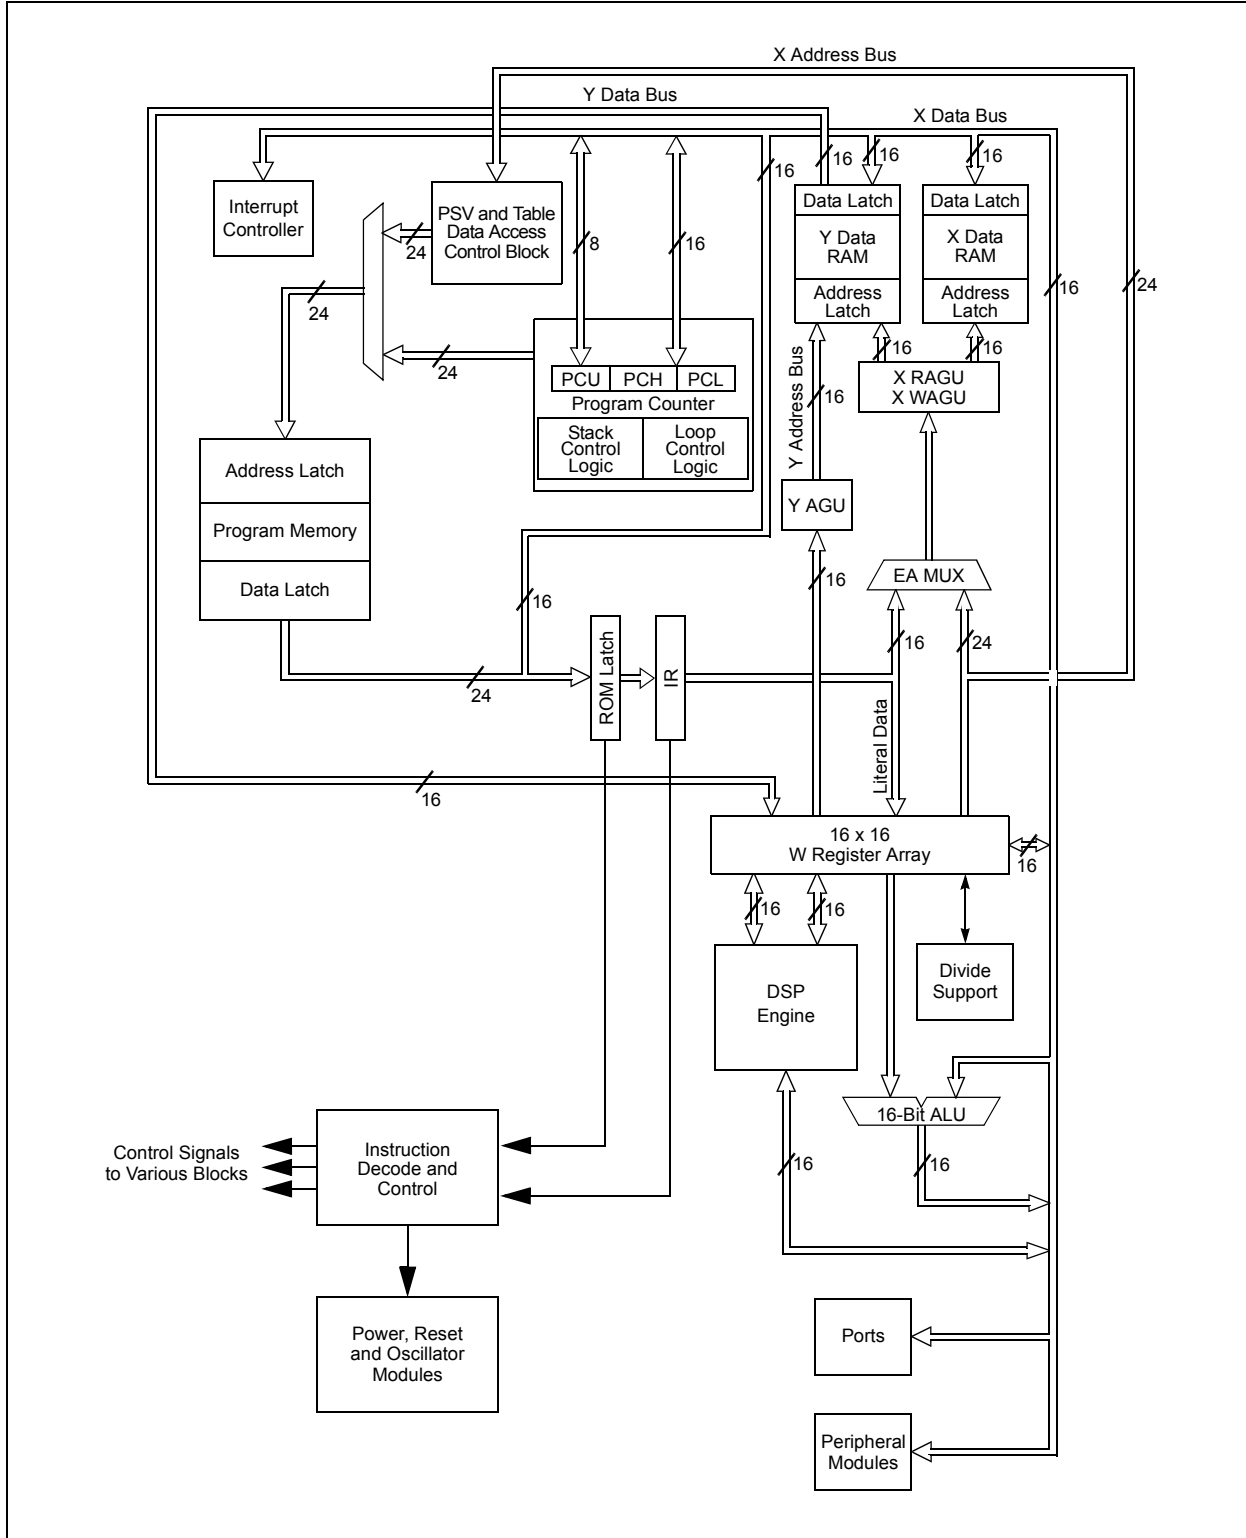 X Address Bus
Y Data Bus
X Data Bus
16
16
16
16
Interrupt
Controller
PSV and Table
Data Access
Control Block
24
8
16
Data Latch
Y Data
RAM
Address
Latch
Data Latch
X Data
RAM
Address
Latch
16
24
24
24
16
16
PCU
PCH
PCL
Program Counter
Stack
Control
Logic
Loop
Control
Logic
X RAGU
X WAGU
Y Address Bus
16
Address Latch
Program Memory
Data Latch
Y AGU
16
EA MUX
16
16
24
24
ROM Latch
IR
Literal Data
16
16 x 16
W Register Array
16
16
16
DSP
Engine
Divide
Support
16-Bit ALU
16
16
Control Signals
to Various Blocks
Instruction
Decode and
Control
Power, Reset
and Oscillator
Modules
Ports
Peripheral
Modules